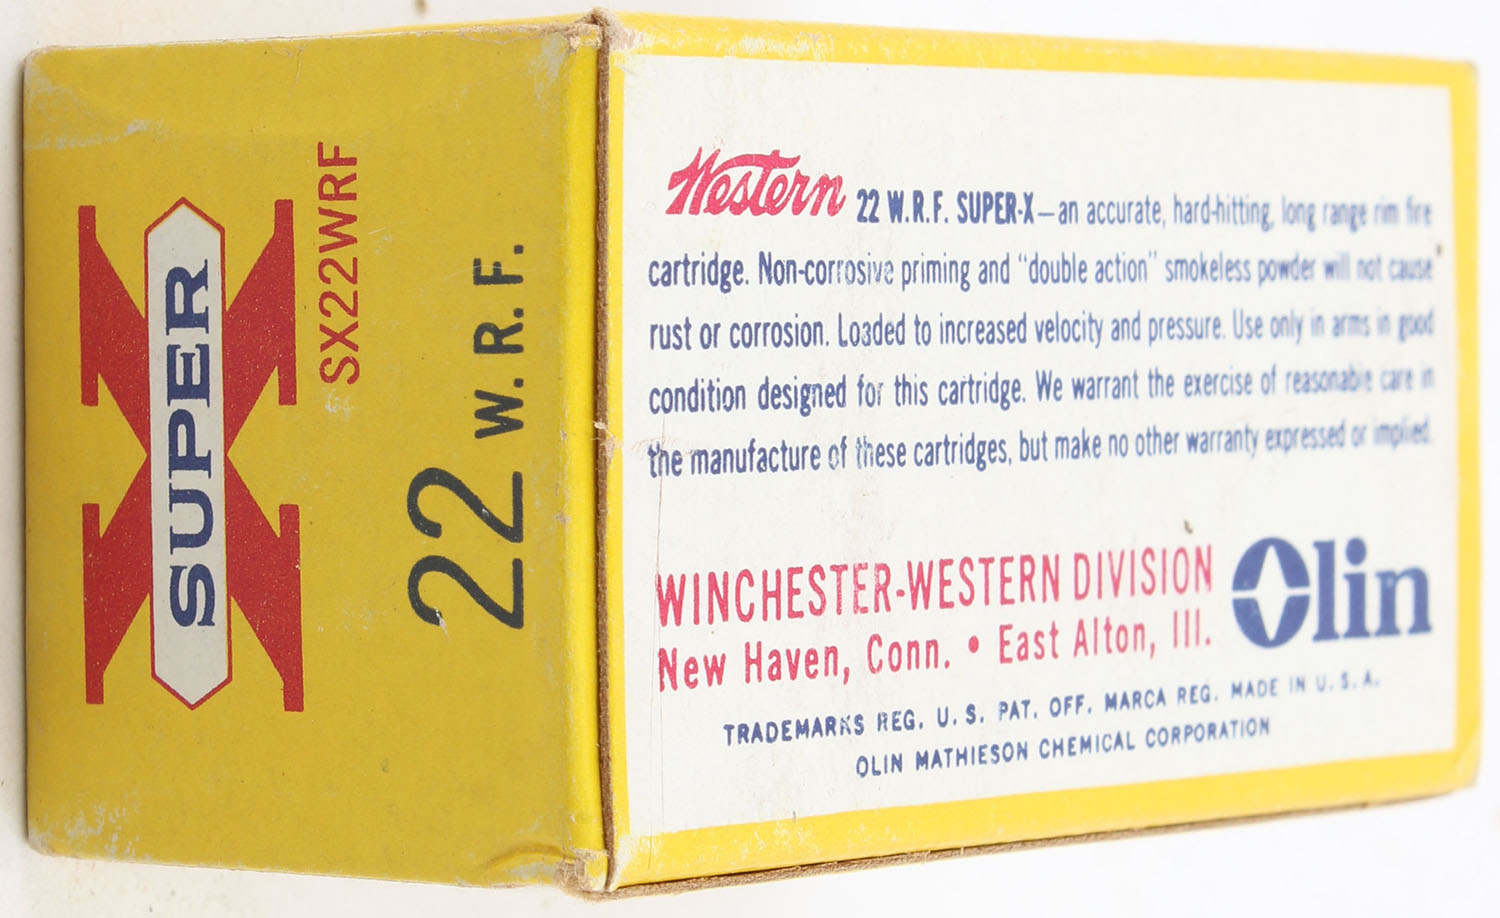 SUPER X
SX22WRF
22 W.R.F.
Western 22 W.R.F. SUPER-X—an accurate, hard-hitting, long range rim fire
cartridge. Non-corrosive priming and "double action" smokeless powder will not cause
rust or corrosion. Loaded to increased velocity and pressure. Use only in arms in good
condition designed for this cartridge. We warrant the exercise of reasonable care in
the manufacture of these cartridges, but make no other warranty expressed or implied.
WINCHESTER-WESTERN DIVISION
New Haven, Conn. • East Alton, Ill.
Olin
TRADEMARKS REG. U. S. PAT. OFF. MARCA REG. MADE IN U. S. A.
OLIN MATHIESON CHEMICAL CORPORATION